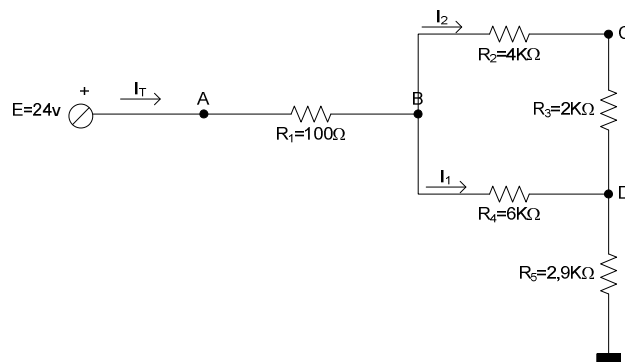 I2
C
R2=4KΩ
+
IT
A
B
E=24v
R1=100Ω
R3=2KΩ
I1
D
R4=6KΩ
R5=2,9KΩ